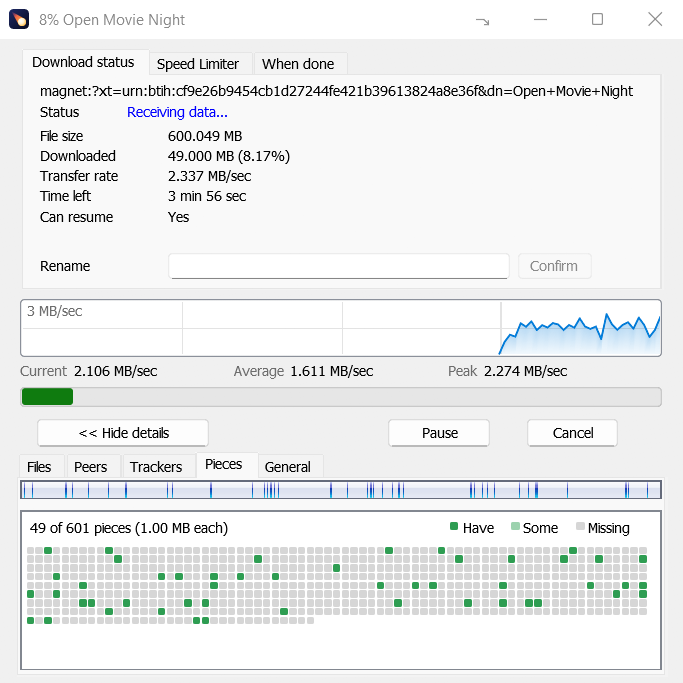 8% Open Movie Night
Download status Speed Limiter When done
magnet:?xt=urn:btih:cf9e26b9454cb1d27244fe421b39613824a8e36f&dn=Open+Movie+Night
Status Receiving data...
File size 600.049 MB
Downloaded 49.000 MB (8.17%)
Transfer rate 2.337 MB/sec
Time left 3 min 56 sec
Can resume Yes
Rename Confirm
3 MB/sec
Current 2.106 MB/sec Average 1.611 MB/sec Peak 2.274 MB/sec
<< Hide details Pause Cancel
Files Peers Trackers Pieces General
49 of 601 pieces (1.00 MB each) Have Some Missing